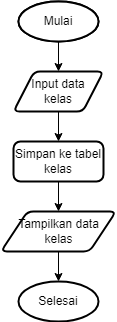 Mulai
Input data
kelas
Simpan ke tabel
kelas
Tampilkan data
kelas
Selesai